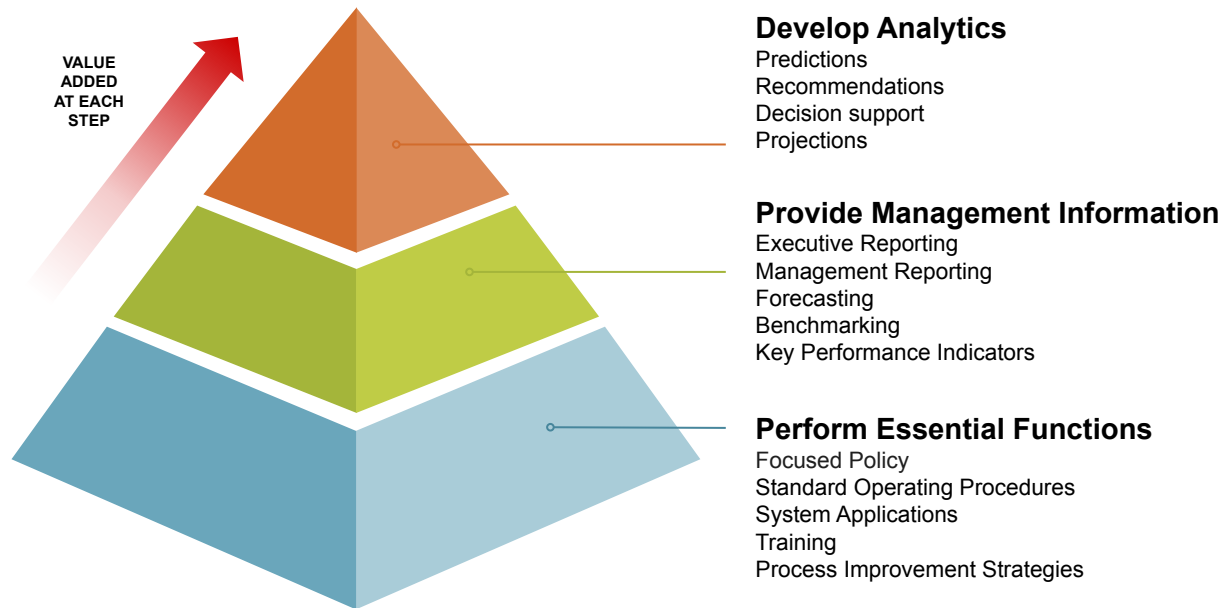 VALUE
ADDED
AT EACH
STEP
Develop Analytics
Predictions
Recommendations
Decision support
Projections
Provide Management Information
Executive Reporting
Management Reporting
Forecasting
Benchmarking
Key Performance Indicators
Perform Essential Functions
Focused Policy
Standard Operating Procedures
System Applications
Training
Process Improvement Strategies